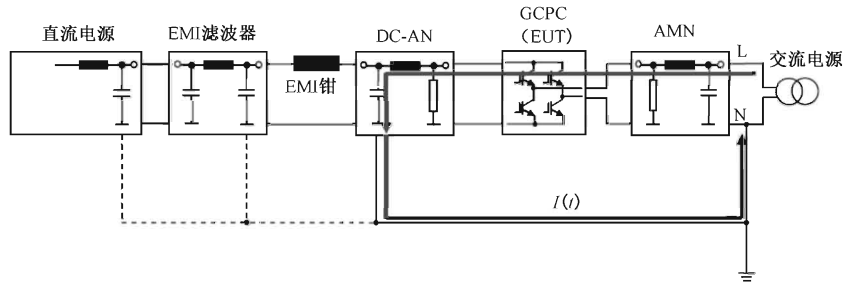 直流电源
EMI滤波器
EMI钳
DC-AN
GCPC
（EUT）
AMN
L
N
交流电源
I(t)